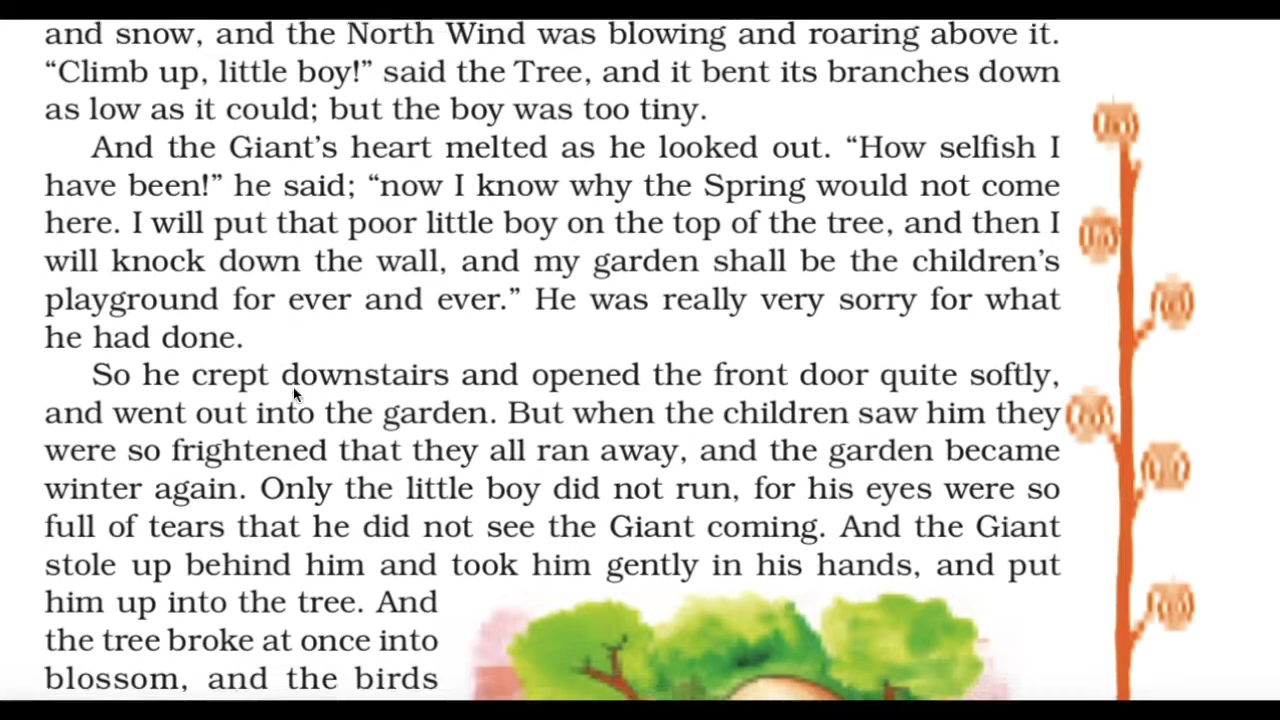 and snow, and the North Wind was blowing and roaring above it.
“Climb up, little boy!” said the Tree, and it bent its branches down
as low as it could; but the boy was too tiny.
And the Giant’s heart melted as he looked out. “How selfish I
have been!” he said; “now I know why the Spring would not come
here. I will put that poor little boy on the top of the tree, and then I
will knock down the wall, and my garden shall be the children’s
playground for ever and ever.” He was really very sorry for what
he had done.
So he crept downstairs and opened the front door quite softly,
and went out into the garden. But when the children saw him they
were so frightened that they all ran away, and the garden became
winter again. Only the little boy did not run, for his eyes were so
full of tears that he did not see the Giant coming. And the Giant
stole up behind him and took him gently in his hands, and put
him up into the tree. And
the tree broke at once into
blossom, and the birds